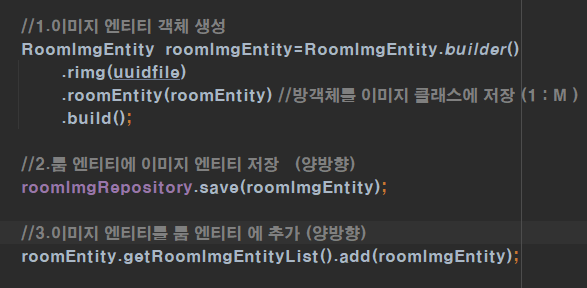 //1.이미지 엔티티 객체 생성
RoomImgEntity roomImgEntity=RoomImgEntity.builder()
.rimg(uuidfile)
.roomEntity(roomEntity) //방객체를 이미지 클래스에 저장 (1 : M )
.build();
//2.룸 엔티티에 이미지 엔티티 저장 (양방향)
roomImgRepository.save(roomImgEntity);
//3.이미지 엔티티를 룸 엔티티 에 추가 (양방향)
roomEntity.getRoomImgEntityList().add(roomImgEntity);